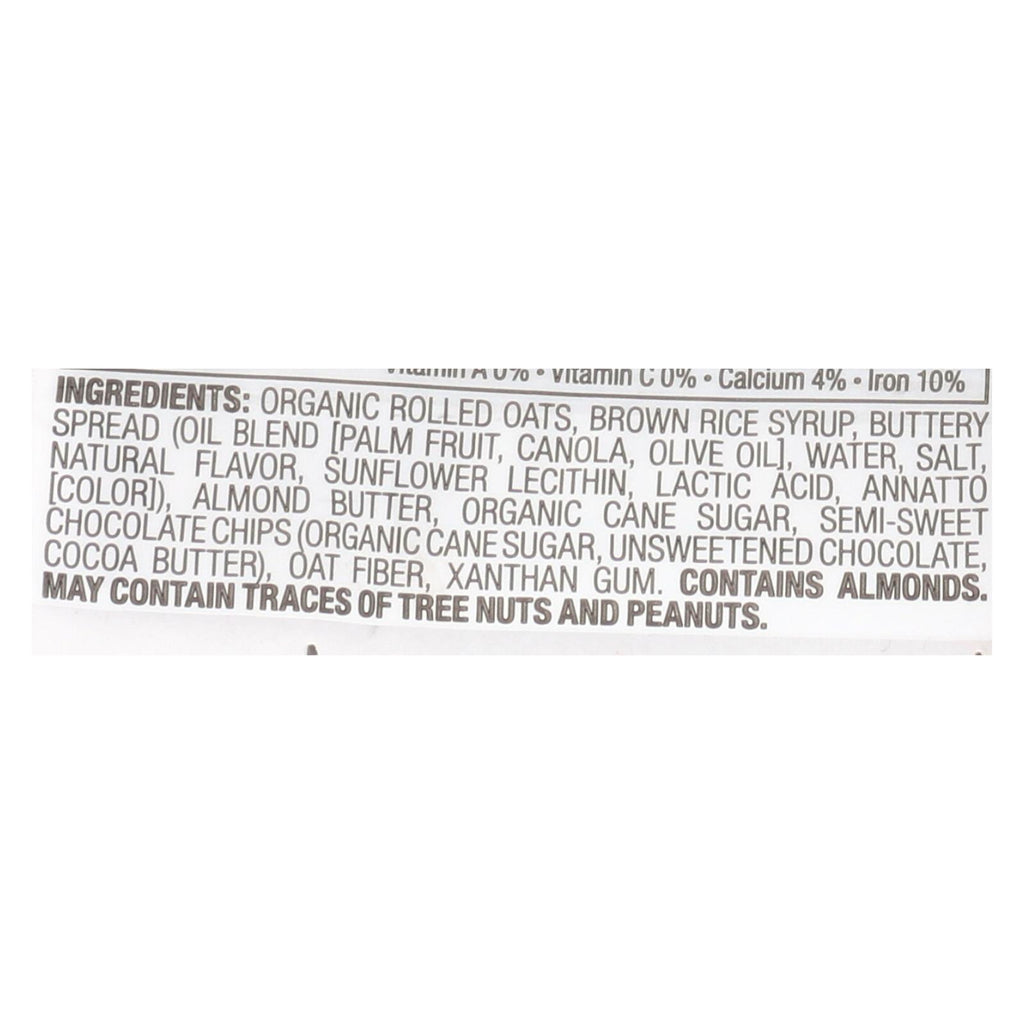 Vitamin A 0% • Vitamin C 0% • Calcium 4% • Iron 10%
INGREDIENTS: ORGANIC ROLLED OATS, BROWN RICE SYRUP, BUTTERY
SPREAD (OIL BLEND [PALM FRUIT, CANOLA, OLIVE OIL], WATER, SALT,
NATURAL FLAVOR, SUNFLOWER LECITHIN, LACTIC ACID, ANNATTO
[COLOR]), ALMOND BUTTER, ORGANIC CANE SUGAR, SEMI-SWEET
CHOCOLATE CHIPS (ORGANIC CANE SUGAR, UNSWEETENED CHOCOLATE,
COCOA BUTTER), OAT FIBER, XANTHAN GUM. CONTAINS ALMONDS.
MAY CONTAIN TRACES OF TREE NUTS AND PEANUTS.